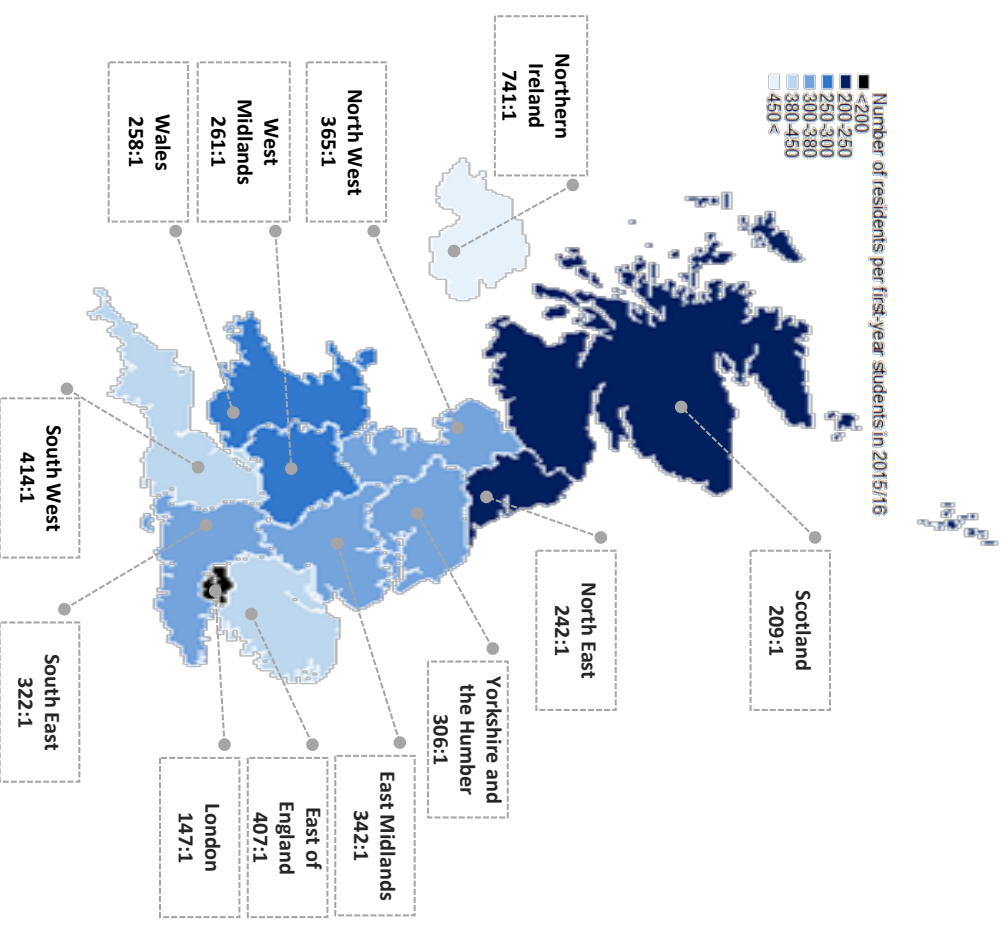 Number of residents per first-year students in 2015/16
<200
200-250
250-300
300-380
380-450
450<
Northern
Ireland
741:1
Scotland
209:1
North East
242:1
North West
365:1
Yorkshire and
the Humber
306:1
West
Midlands
261:1
East Midlands
342:1
Wales
258:1
East of
England
407:1
London
147:1
South West
414:1
South East
322:1